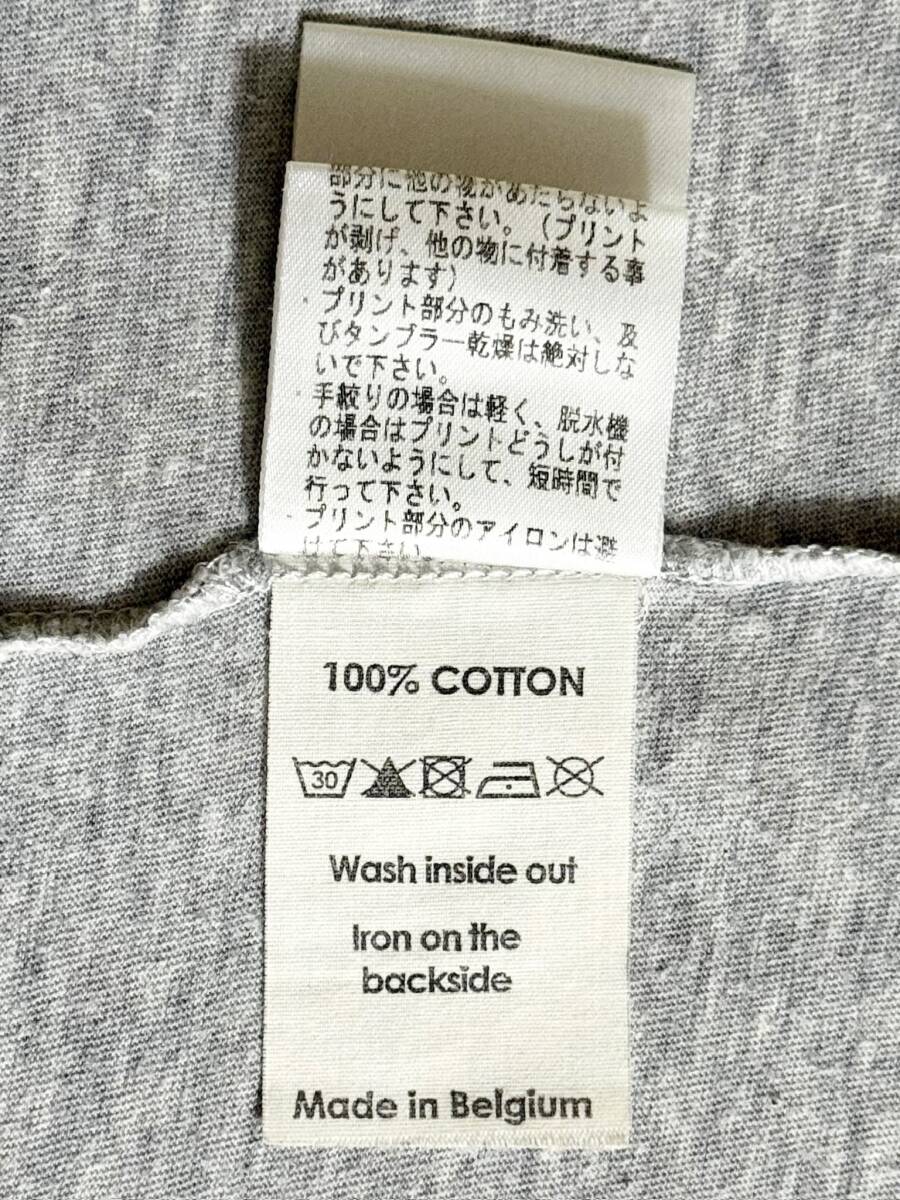 部分に他の物があたらないよ
うにして下さい。(プリント
が剥げ、他の物に付着する事
があります)
・プリント部分のもみ洗い、及
びタンブラー乾燥は絶対しな
いで下さい。
・手絞りの場合は軽く、脱水機
の場合はプリントどうしが付
かないようにして、短時間で
行って下さい。
・プリント部分のアイロンは避
けて下さい。
100% COTTON
30
Wash inside out
Iron on the
backside
Made in Belgium